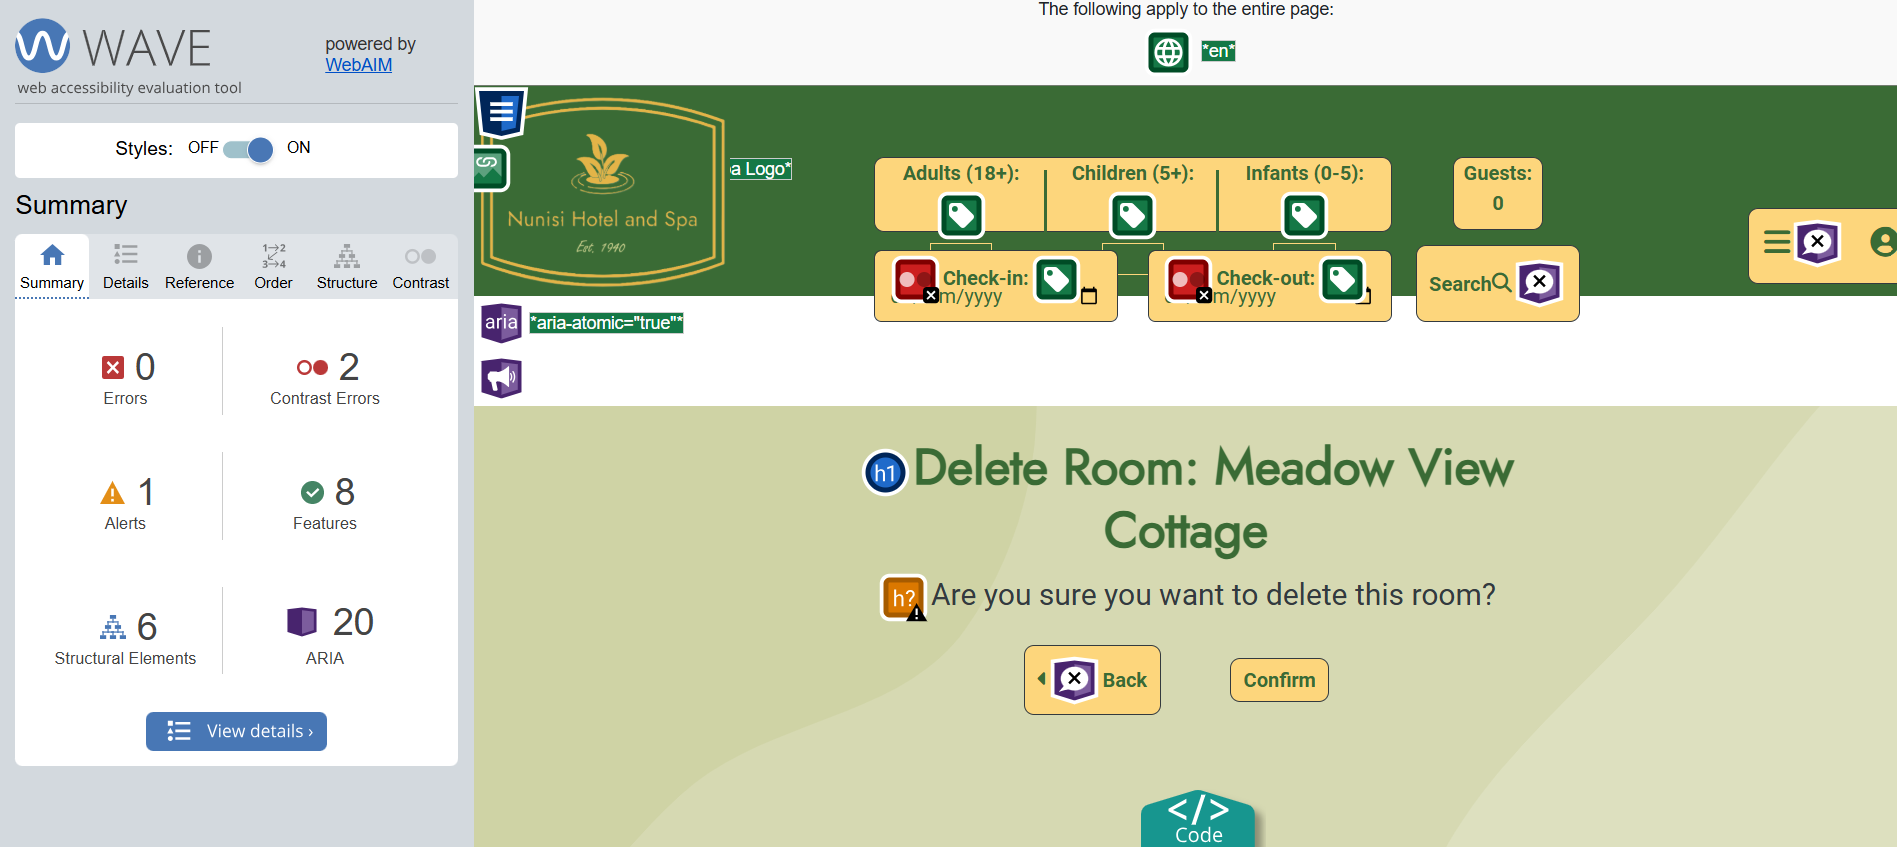 WAVE
web accessibility evaluation tool
powered by
WebAIM
Styles: OFF ON
Summary
Summary Details Reference Order Structure Contrast
0
Errors
2
Contrast Errors
1
Alerts
8
Features
6
Structural Elements
20
ARIA
View details ›
The following apply to the entire page:
*en*
Nunisi Hotel and Spa
Est. 1940
a Logo*
Adults (18+): Children (5+): Infants (0-5):
Guests:
0
Check-in:
m/yyyy
Check-out:
m/yyyy
Search
aria *aria-atomic="true"*
h1 Delete Room: Meadow View
Cottage
h? Are you sure you want to delete this room?
Back
Confirm
</>
Code